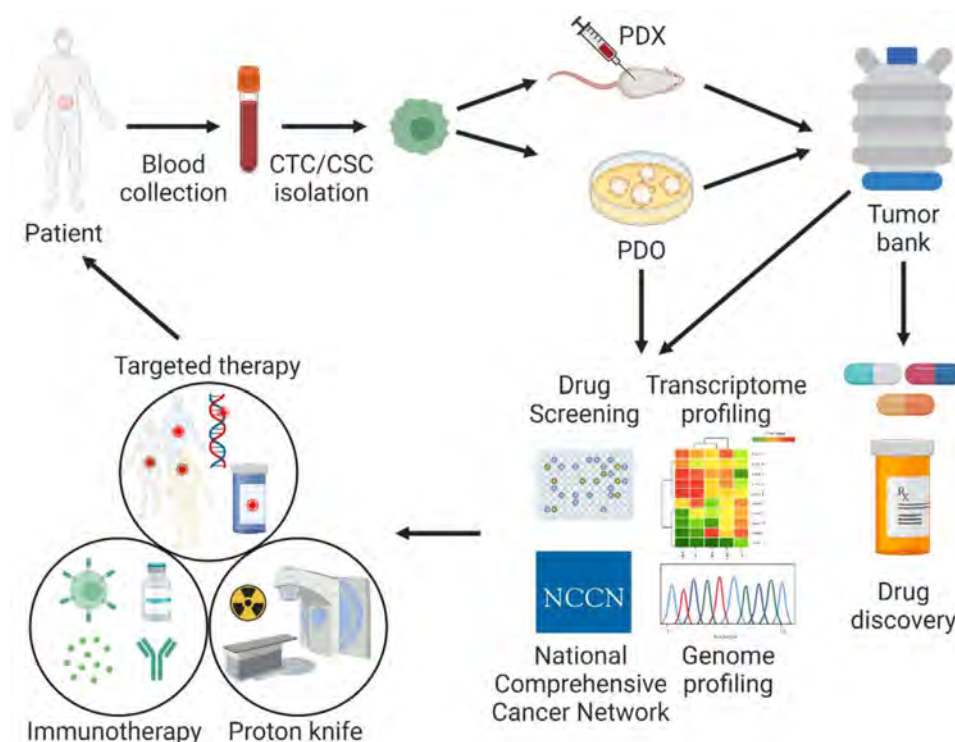 PDX
Blood
collection
CTC/CSC
isolation
Patient
PDO
Tumor
bank
Targeted therapy
Drug
Screening
Transcriptome
profiling
Rx
NCCN
National
Comprehensive
Cancer Network
Genome
profiling
Drug
discovery
Immunotherapy
Proton knife